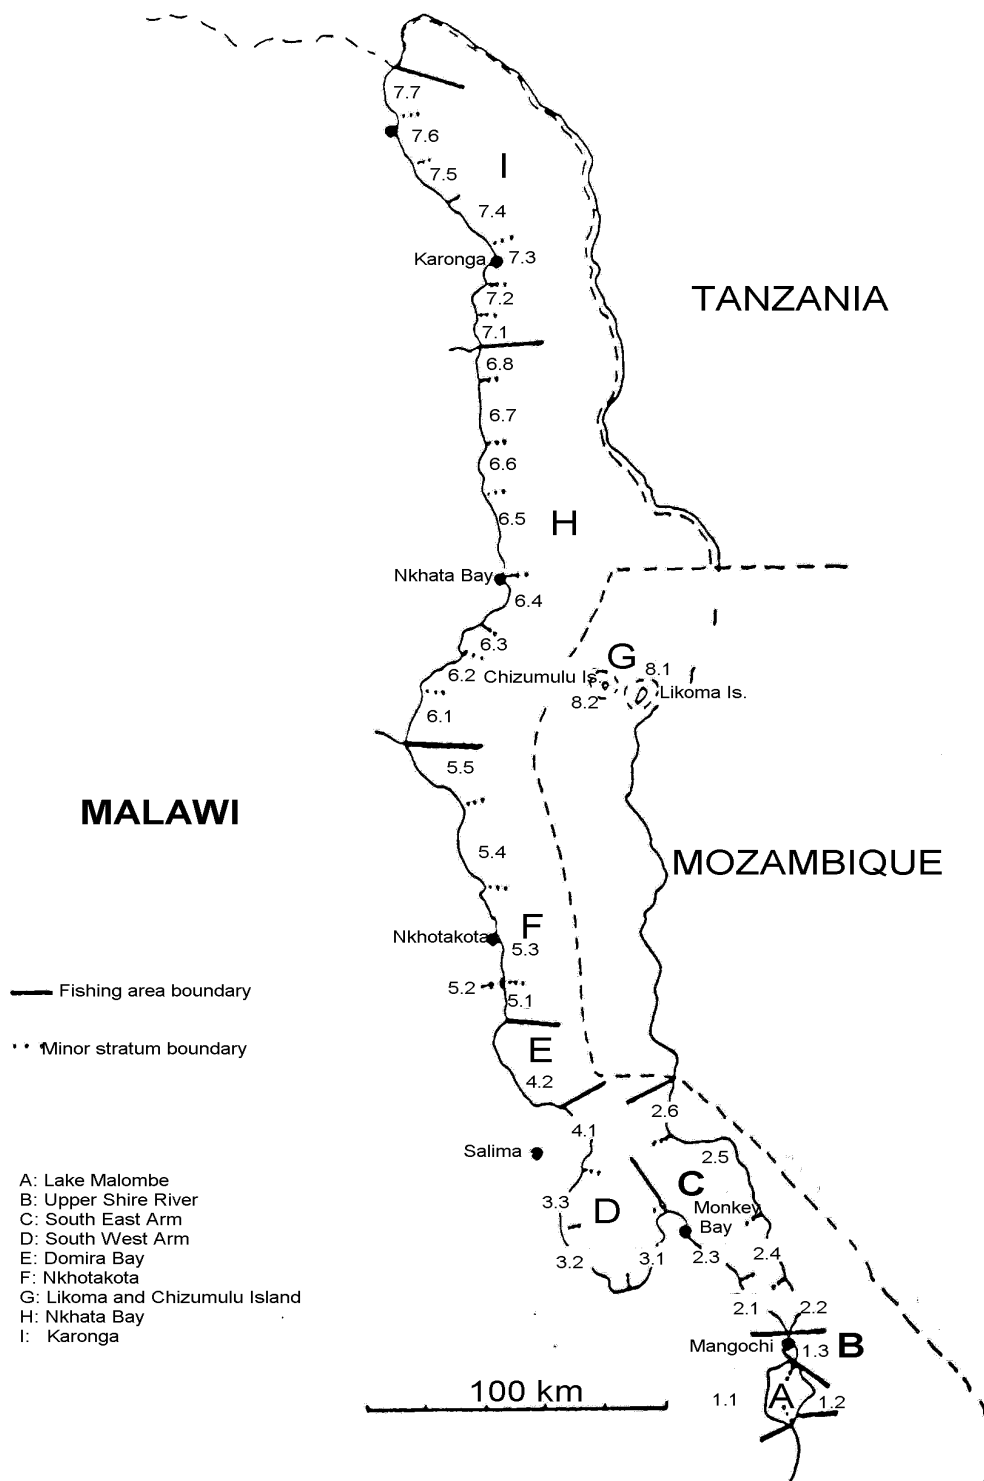 7.7
7.6
7.5
I
7.4
Karonga
7.3
TANZANIA
7.2
7.1
6.8
6.7
6.6
6.5
H
Nkhata Bay
6.4
6.3
G
6.2
Chizumulu Is.
8.1
8.2
Likoma Is.
6.1
5.5
MALAWI
5.4
MOZAMBIQUE
F
Nkhotakota
5.3
5.2
5.1
Fishing area boundary
Minor stratum boundary
E
4.2
2.6
4.1
Salima
2.5
C
3.3
D
Monkey
Bay
3.2
3.1
2.3
2.4
2.1
2.2
Mangochi
1.3
B
1.1
A
1.2
A: Lake Malombe
B: Upper Shire River
C: South East Arm
D: South West Arm
E: Domira Bay
F: Nkhotakota
G: Likoma and Chizumulu Island
H: Nkhata Bay
I: Karonga
100 km